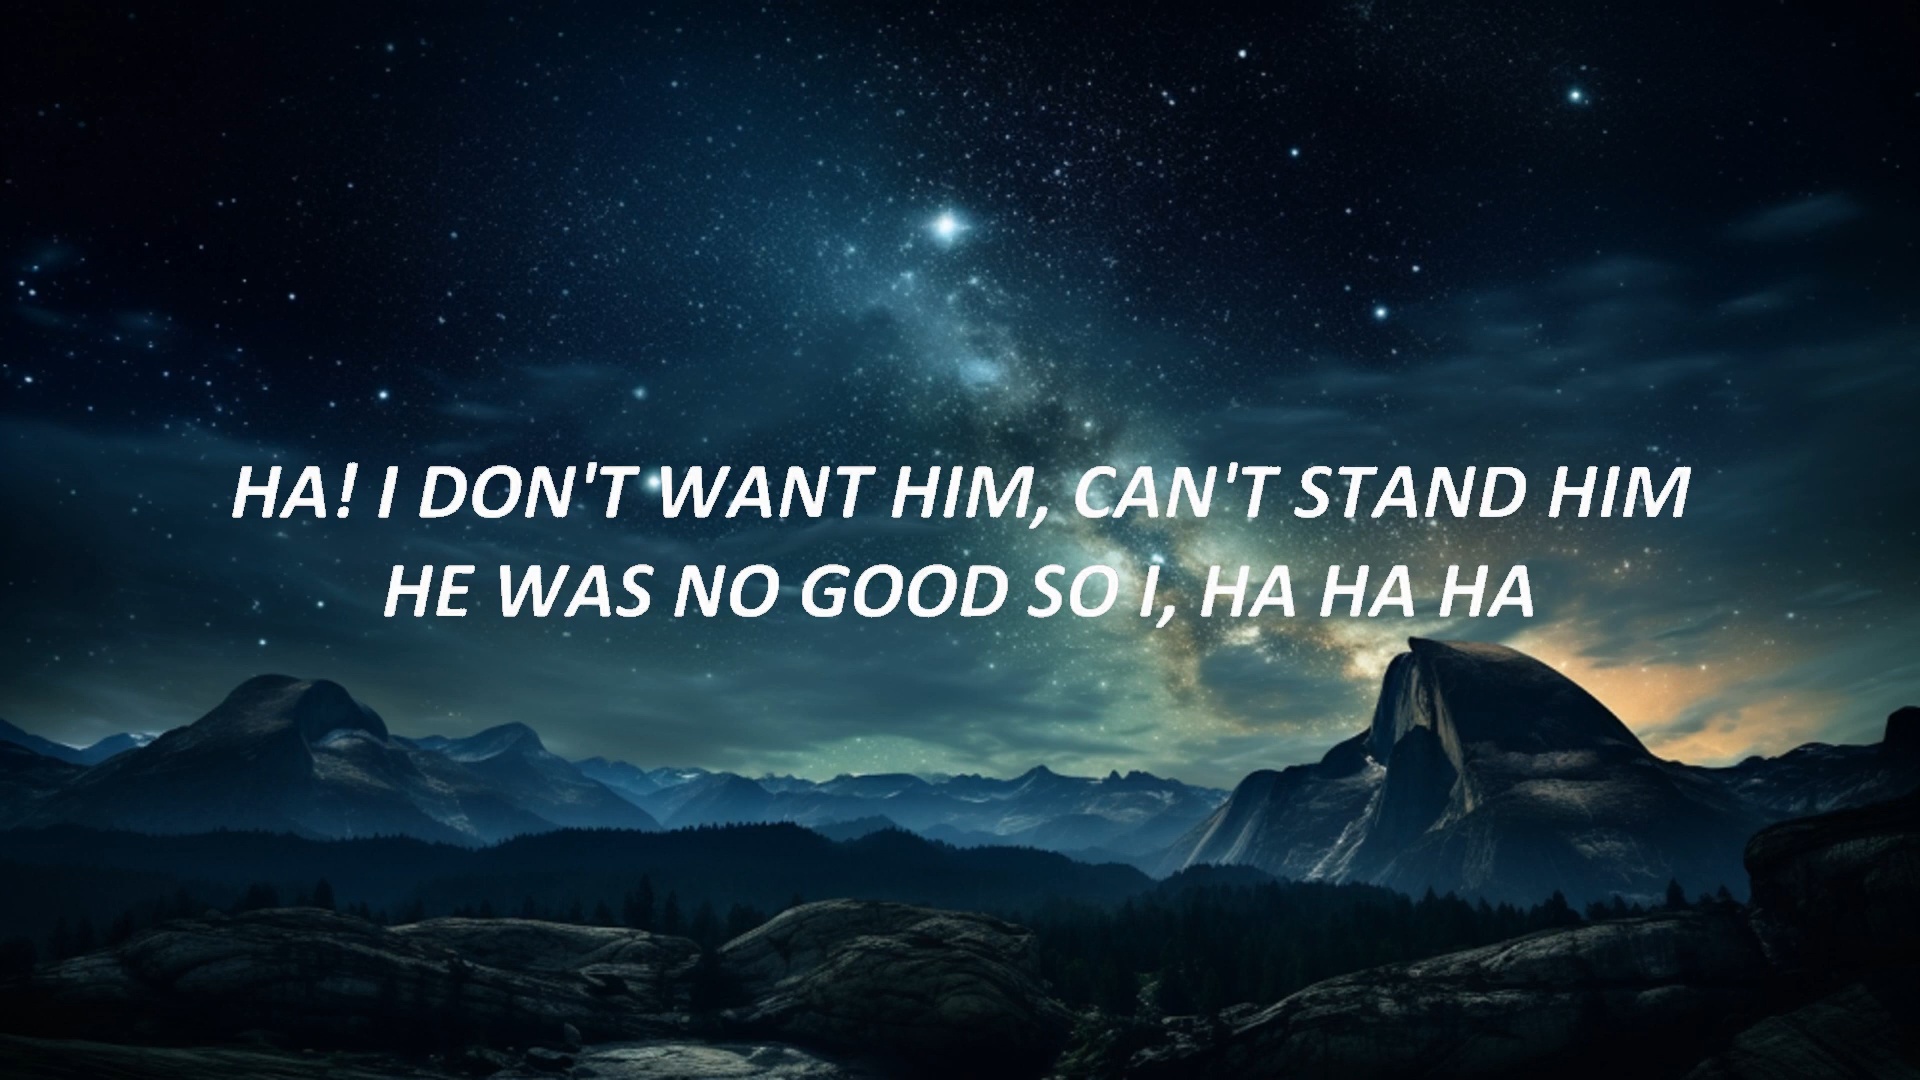 HA! I DON'T WANT HIM, CAN'T STAND HIM
HE WAS NO GOOD SO I, HA HA HA